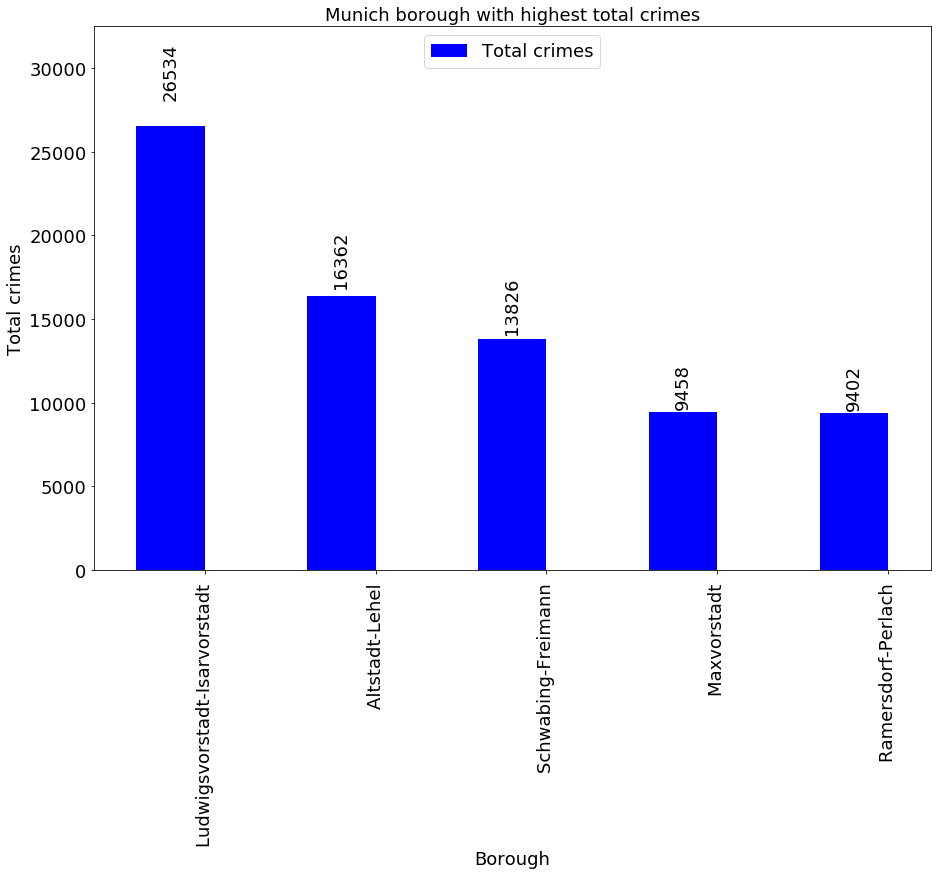 Munich borough with highest total crimes
Total crimes
30000
25000
20000
15000
10000
5000
0
Total crimes
26534
16362
13826
9458
9402
Ludwigsvorstadt-Isarvorstadt
Altstadt-Lehel
Schwabing-Freimann
Maxvorstadt
Ramersdorf-Perlach
Borough